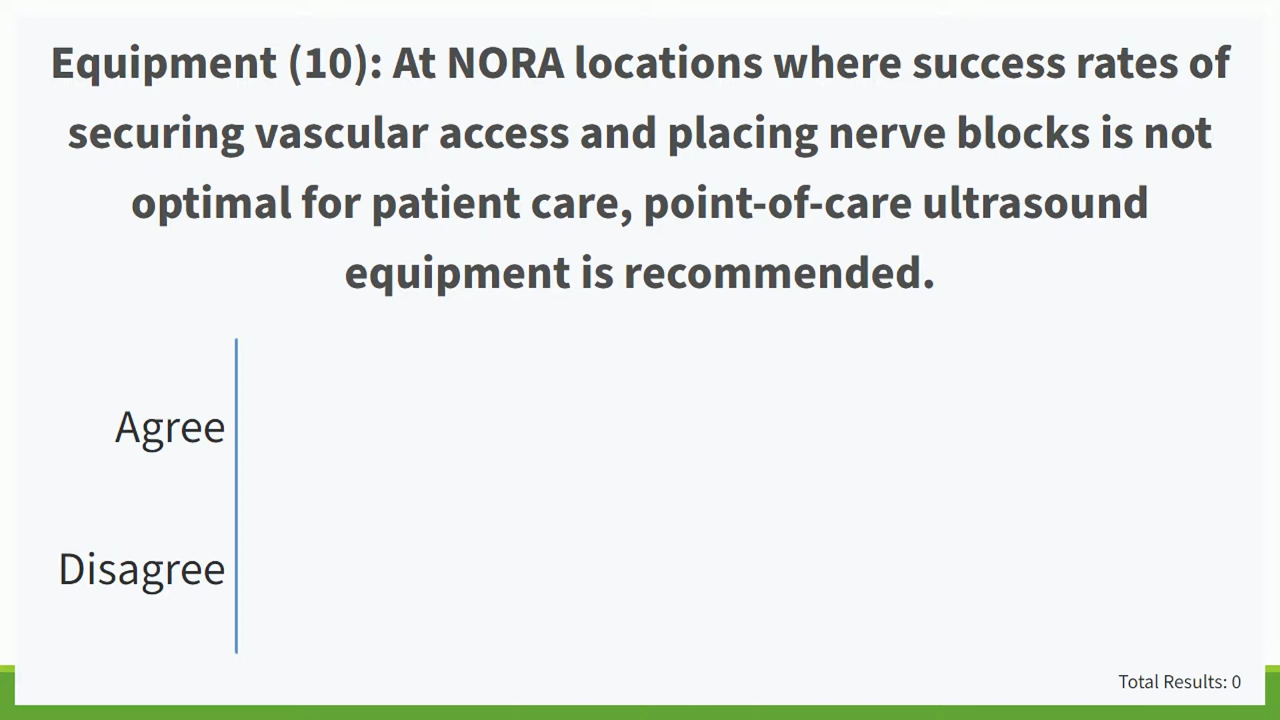 Equipment (10): At NORA locations where success rates of
securing vascular access and placing nerve blocks is not
optimal for patient care, point-of-care ultrasound
equipment is recommended.
Agree
Disagree
Total Results: 0